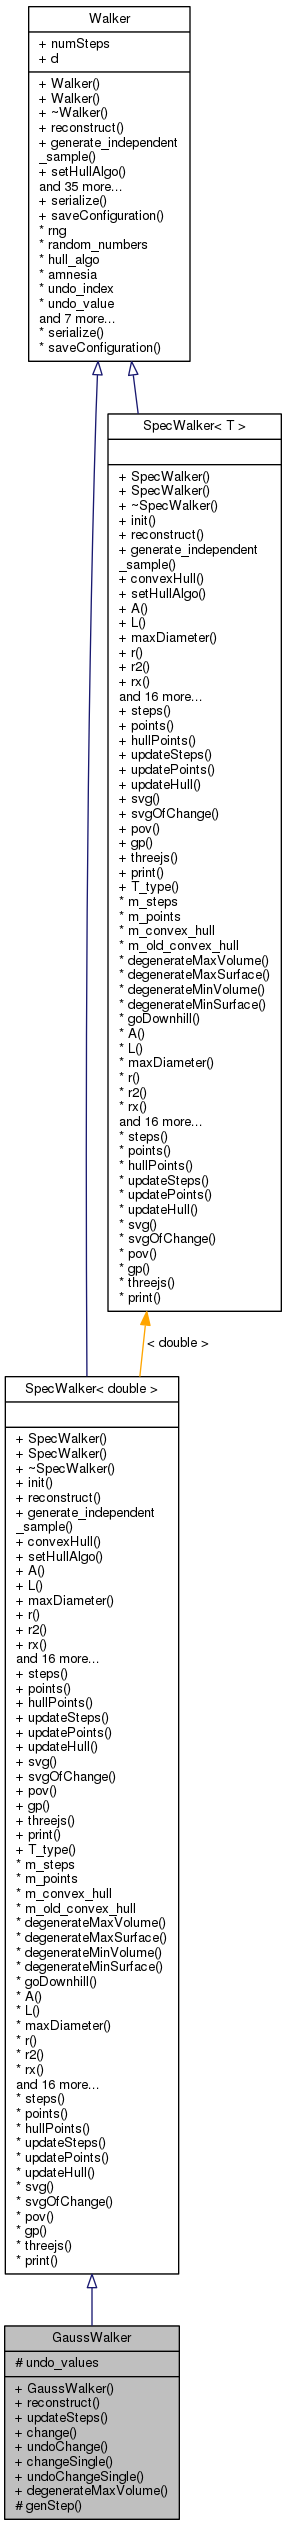 Walker
+ numSteps
+ d
+ Walker()
+ Walker()
+ ~Walker()
+ reconstruct()
+ generate_independent
_sample()
+ setHullAlgo()
and 35 more...
+ serialize()
+ saveConfiguration()
* rng
* random_numbers
* hull_algo
* amnesia
* undo_index
* undo_value
and 7 more...
* serialize()
* saveConfiguration()
SpecWalker< T >
+ SpecWalker()
+ SpecWalker()
+ ~SpecWalker()
+ init()
+ reconstruct()
+ generate_independent
_sample()
+ convexHull()
+ setHullAlgo()
+ A()
+ L()
+ maxDiameter()
+ r()
+ r2()
+ rx()
and 16 more...
+ steps()
+ points()
+ hullPoints()
+ updateSteps()
+ updatePoints()
+ updateHull()
+ svg()
+ svgOfChange()
+ pov()
+ gp()
+ threejs()
+ print()
+ T_type()
* m_steps
* m_points
* m_convex_hull
* m_old_convex_hull
* degenerateMaxVolume()
* degenerateMaxSurface()
* degenerateMinVolume()
* degenerateMinSurface()
* goDownhill()
* A()
* L()
* maxDiameter()
* r()
* r2()
* rx()
and 16 more...
* steps()
* points()
* hullPoints()
* updateSteps()
* updatePoints()
* updateHull()
* svg()
* svgOfChange()
* pov()
* gp()
* threejs()
* print()
< double >
SpecWalker< double >
+ SpecWalker()
+ SpecWalker()
+ ~SpecWalker()
+ init()
+ reconstruct()
+ generate_independent
_sample()
+ convexHull()
+ setHullAlgo()
+ A()
+ L()
+ maxDiameter()
+ r()
+ r2()
+ rx()
and 16 more...
+ steps()
+ points()
+ hullPoints()
+ updateSteps()
+ updatePoints()
+ updateHull()
+ svg()
+ svgOfChange()
+ pov()
+ gp()
+ threejs()
+ print()
+ T_type()
* m_steps
* m_points
* m_convex_hull
* m_old_convex_hull
* degenerateMaxVolume()
* degenerateMaxSurface()
* degenerateMinVolume()
* degenerateMinSurface()
* goDownhill()
* A()
* L()
* maxDiameter()
* r()
* r2()
* rx()
and 16 more...
* steps()
* points()
* hullPoints()
* updateSteps()
* updatePoints()
* updateHull()
* svg()
* svgOfChange()
* pov()
* gp()
* threejs()
* print()
GaussWalker
# undo_values
+ GaussWalker()
+ reconstruct()
+ updateSteps()
+ change()
+ undoChange()
+ changeSingle()
+ undoChangeSingle()
+ degenerateMaxVolume()
# genStep()